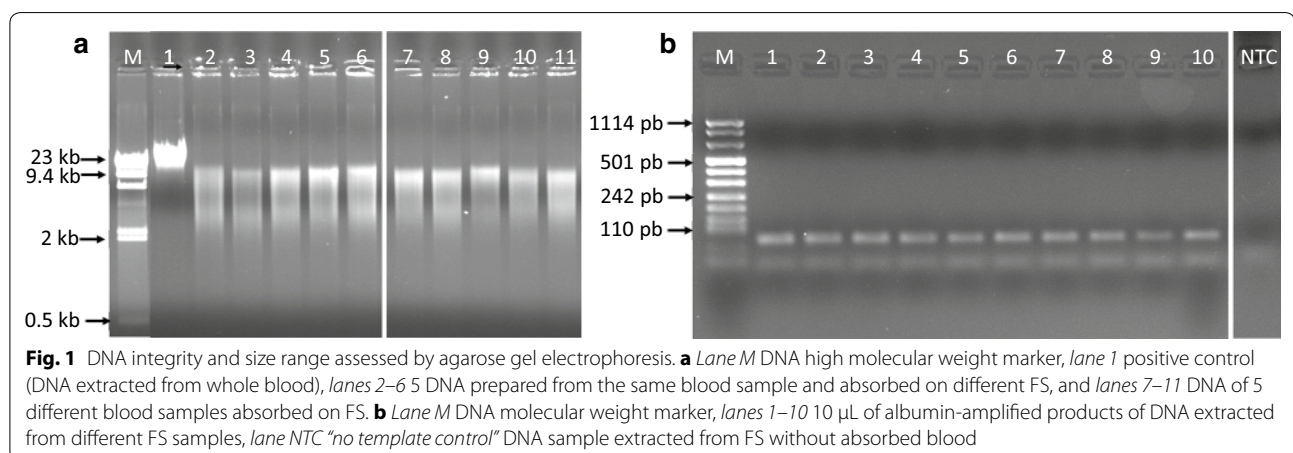 a
M 1 2 3 4 5 6 7 8 9 10 11
23 kb
9.4 kb
2 kb
0.5 kb
b
M 1 2 3 4 5 6 7 8 9 10 NTC
1114 pb
501 pb
242 pb
110 pb
Fig. 1 DNA integrity and size range assessed by agarose gel electrophoresis. a Lane M DNA high molecular weight marker, lane 1 positive control
(DNA extracted from whole blood), lanes 2–6 5 DNA prepared from the same blood sample and absorbed on different FS, and lanes 7–11 DNA of 5
different blood samples absorbed on FS. b Lane M DNA molecular weight marker, lanes 1–10 10 µL of albumin-amplified products of DNA extracted
from different FS samples, lane NTC “no template control” DNA sample extracted from FS without absorbed blood